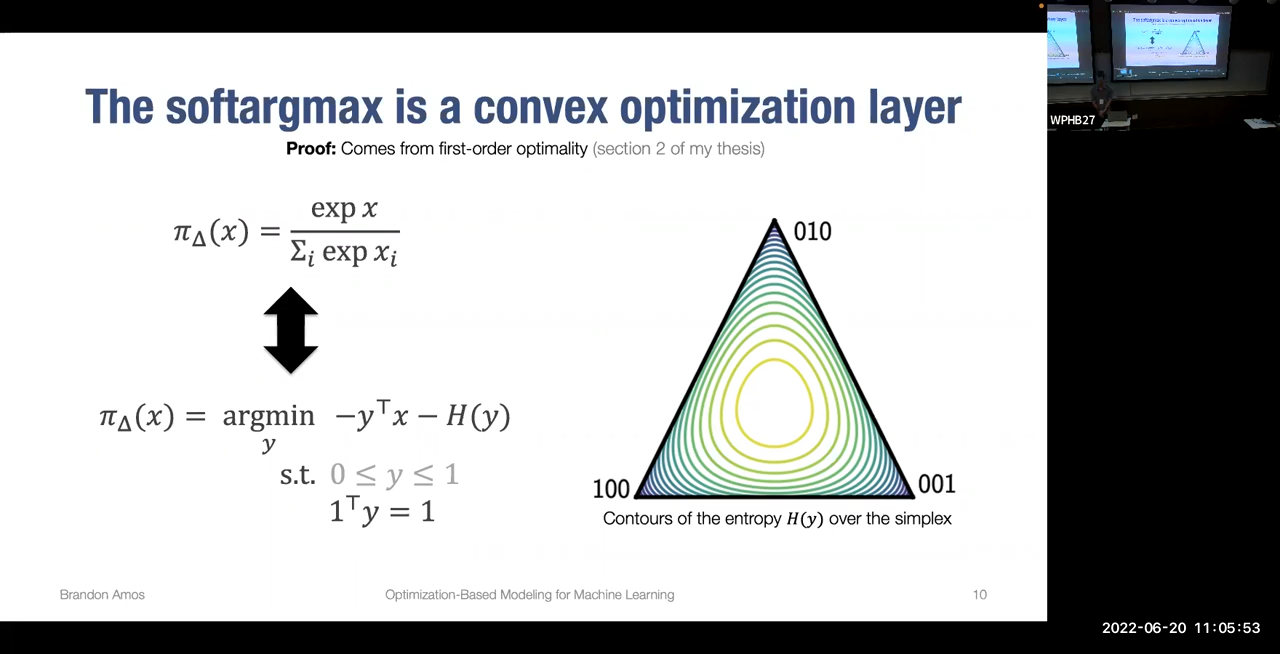 The softargmax is a convex optimization layer
Proof: Comes from first-order optimality (section 2 of my thesis)
π_Δ(x) = exp x / Σ_i exp x_i
π_Δ(x) = argmin_y −y^⊤x − H(y)
s.t. 0 ≤ y ≤ 1
1^⊤y = 1
010
100
001
Contours of the entropy H(y) over the simplex
Brandon Amos
Optimization-Based Modeling for Machine Learning
10
WPHB27
2022-06-20 11:05:53